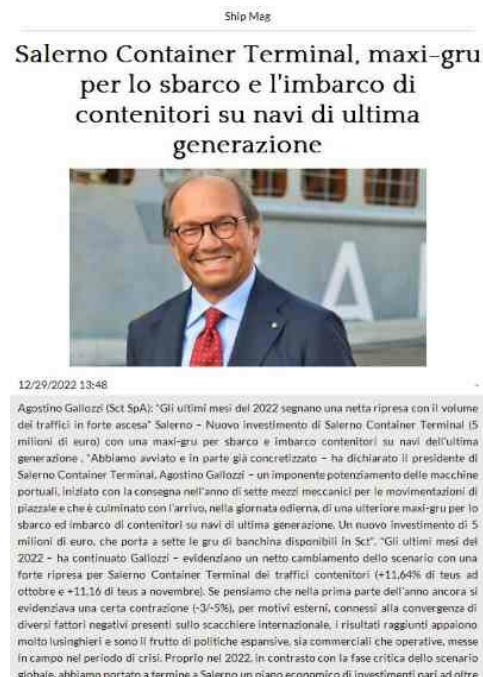 Ship Mag
Salerno Container Terminal, maxi-gru
per lo sbarco e l'imbarco di
contenitori su navi di ultima
generazione
A
12/29/2022 13:48
Agostino Gallozzi (Sct SpA): "Gli ultimi mesi del 2022 segnano una netta ripresa con il volume
dei traffici in forte ascesa" Salerno – Nuovo investimento di Salerno Container Terminal (5
milioni di euro) con una maxi-gru per sbarco e imbarco contenitori su navi dell'ultima
generazione . "Abbiamo avviato e in parte già concretizzato – ha dichiarato il presidente di
Salerno Container Terminal, Agostino Gallozzi – un imponente potenziamento delle macchine
portuali, iniziato con la consegna nell'anno di sette mezzi meccanici per le movimentazioni di
piazzale e che è culminato con l'arrivo, nella giornata odierna, di una ulteriore maxi-gru per lo
sbarco ed imbarco di contenitori su navi di ultima generazione. Un nuovo investimento di 5
milioni di euro, che porta a sette le gru di banchina disponibili in Sct". "Gli ultimi mesi del
2022 – ha continuato Gallozzi – evidenziano un netto cambiamento dello scenario con una
forte ripresa per Salerno Container Terminal dei traffici contenitori (+11,64% di teus ad
ottobre e +11,16 di teus a novembre). Se pensiamo che nella prima parte dell'anno ancora si
evidenziava una certa contrazione (-3/-5%), per motivi esterni, connessi alla convergenza di
diversi fattori negativi presenti sullo scacchiere internazionale, i risultati raggiunti appaiono
molto lusinghieri e sono il frutto di politiche espansive, sia commerciali che operative, messe
in campo nel periodo di crisi. Proprio nel 2022, in contrasto con la fase critica dello scenario
globale, abbiamo portato a termine a Salerno un piano economico di investimenti pari ad oltre